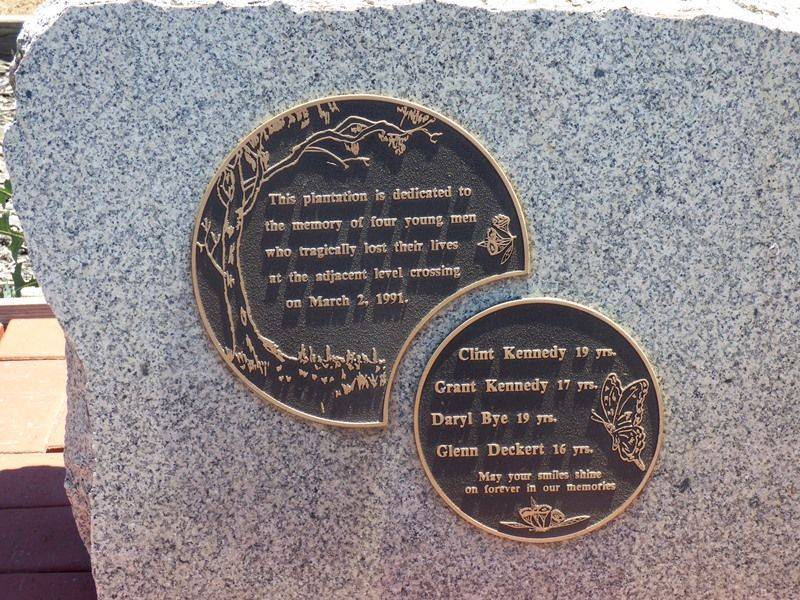 This plantation is dedicated to
the memory of four young men
who tragically lost their lives
at the adjacent level crossing
on March 2, 1991.
Clint Kennedy 19 yrs.
Grant Kennedy 17 yrs.
Daryl Bye 19 yrs.
Glenn Deckert 16 yrs.
May your smiles shine
on forever in our memories